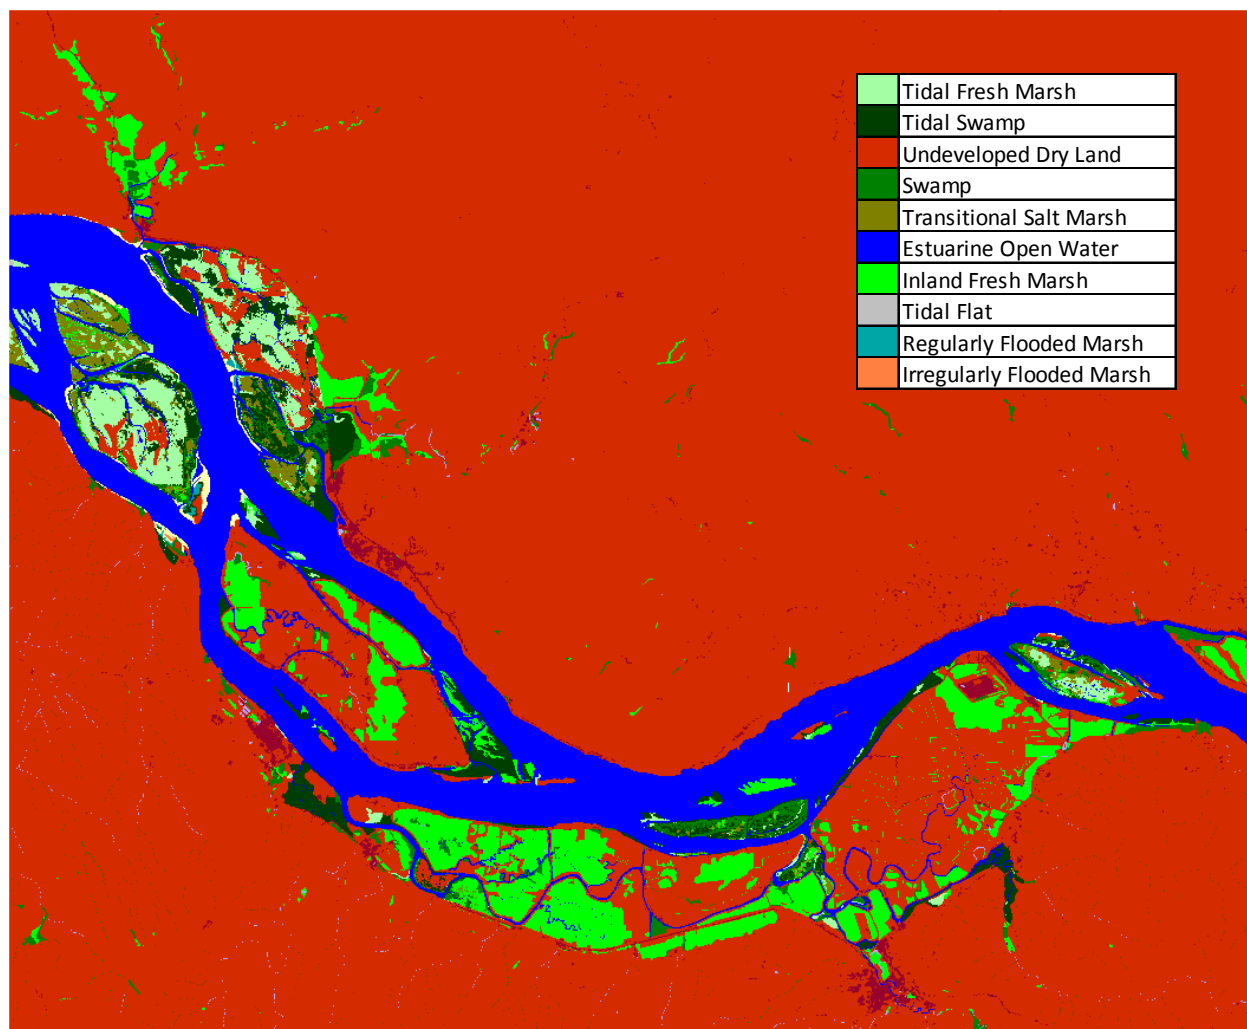 Tidal Fresh Marsh
Tidal Swamp
Undeveloped Dry Land
Swamp
Transitional Salt Marsh
Estuarine Open Water
Inland Fresh Marsh
Tidal Flat
Regularly Flooded Marsh
Irregularly Flooded Marsh